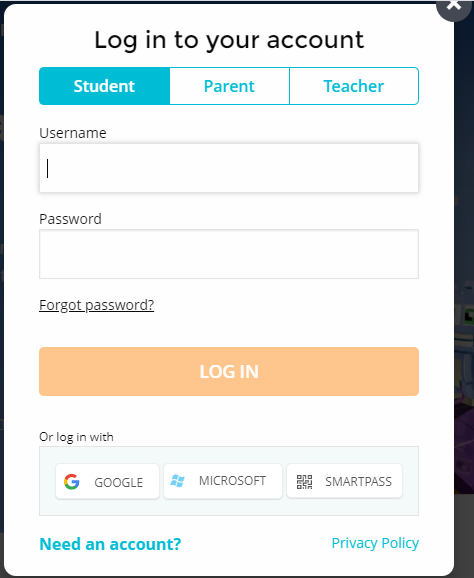 Log in to your account
Student Parent Teacher
Username
Password
Forgot password?
LOG IN
Or log in with
GOOGLE MICROSOFT SMARTPASS
Need an account? Privacy Policy